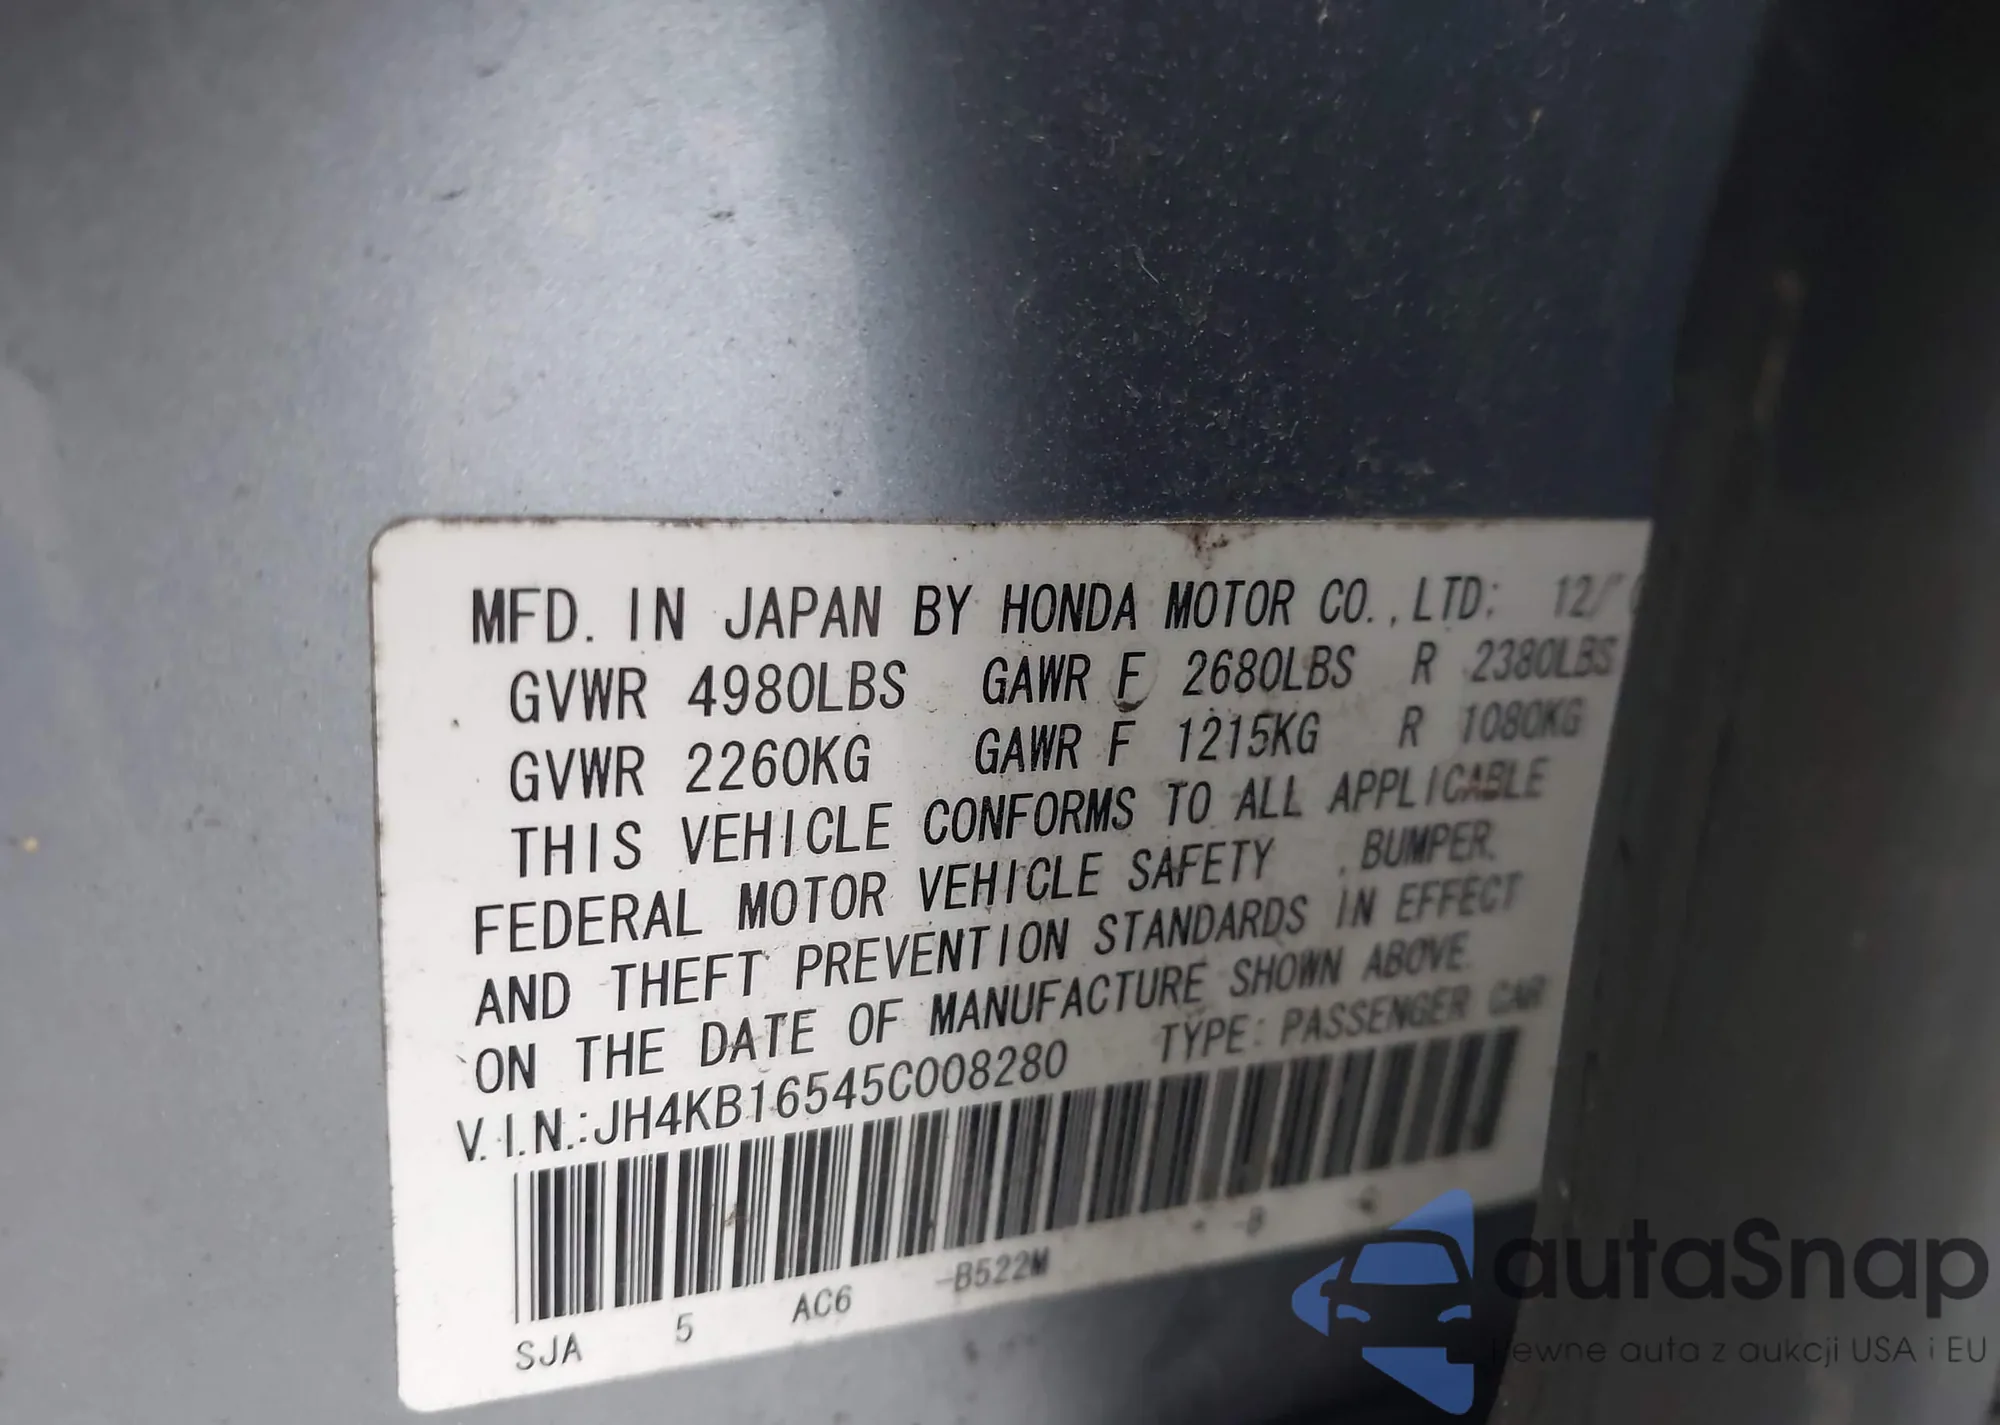 MFD. IN JAPAN BY HONDA MOTOR CO.,LTD: 12/
GVWR 4980LBS GAWR F 2680LBS R 2380LBS
GVWR 2260KG GAWR F 1215KG R 1080KG
THIS VEHICLE CONFORMS TO ALL APPLICABLE
FEDERAL MOTOR VEHICLE SAFETY .BUMPER.
AND THEFT PREVENTION STANDARDS IN EFFECT
ON THE DATE OF MANUFACTURE SHOWN ABOVE.
V.I.N.:JH4KB16545C008280 TYPE: PASSENGER CAR
SJA 5 AC6 -B522M
autaSnap
Pewne auta z aukcji USA i EU